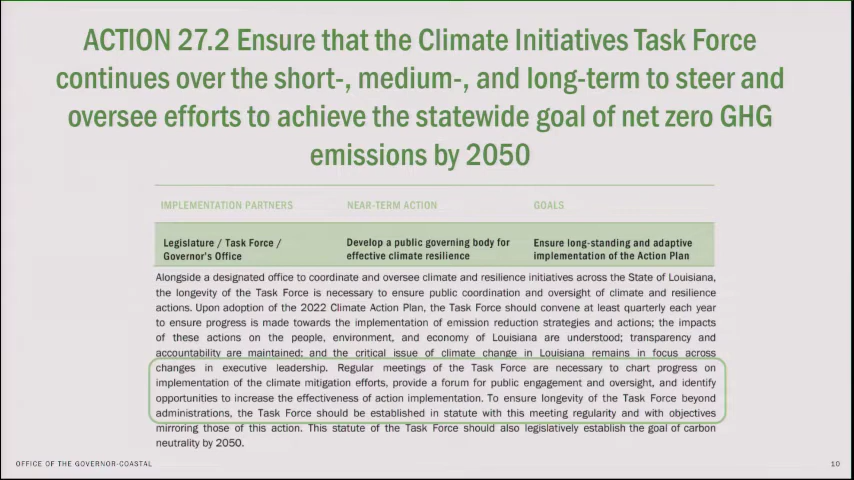 ACTION 27.2 Ensure that the Climate Initiatives Task Force
continues over the short-, medium-, and long-term to steer and
oversee efforts to achieve the statewide goal of net zero GHG
emissions by 2050
IMPLEMENTATION PARTNERS NEAR-TERM ACTION GOALS
Legislature / Task Force / Develop a public governing body for Ensure long-standing and adaptive
Governor's Office effective climate resilience implementation of the Action Plan
Alongside a designated office to coordinate and oversee climate and resilience initiatives across the State of Louisiana,
the longevity of the Task Force is necessary to ensure public coordination and oversight of climate and resilience
actions. Upon adoption of the 2022 Climate Action Plan, the Task Force should convene at least quarterly each year
to ensure progress is made towards the implementation of emission reduction strategies and actions; the impacts
of these actions on the people, environment, and economy of Louisiana are understood; transparency and
accountability are maintained; and the critical issue of climate change in Louisiana remains in focus across
changes in executive leadership. Regular meetings of the Task Force are necessary to chart progress on
implementation of the climate mitigation efforts, provide a forum for public engagement and oversight, and identify
opportunities to increase the effectiveness of action implementation. To ensure longevity of the Task Force beyond
administrations, the Task Force should be established in statute with this meeting regularity and with objectives
mirroring those of this action. This statute of the Task Force should also legislatively establish the goal of carbon
neutrality by 2050.
OFFICE OF THE GOVERNOR-COASTAL 10